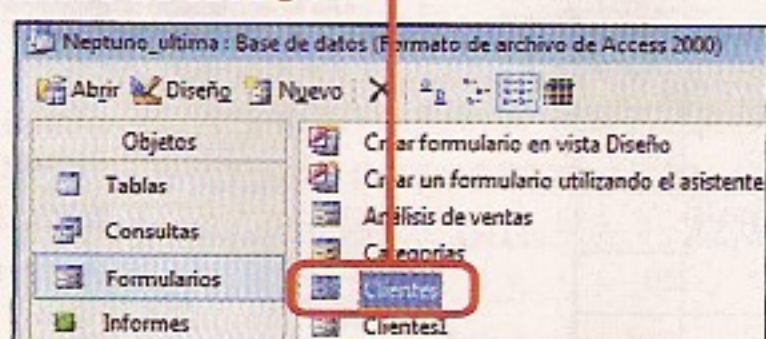 Neptuno_ultima : Base de datos (Formato de archivo de Access 2000)
Abrir Diseño Nuevo
Objetos
Tablas
Consultas
Formularios
Informes
Crear formulario en vista Diseño
Crear un formulario utilizando el asistente
Análisis de ventas
Categorías
Clientes
Clientes1